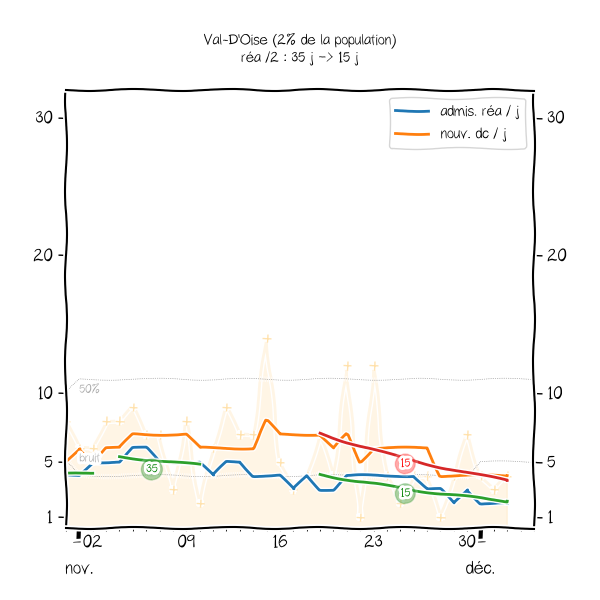 Val-D'Oise (2% de la population)
réa /2 : 35 j -> 15 j
admis. réa / j
nouv. dc / j
30 30
20 20
10 10
5 5
1 1
50%
bruit
35
15
15
02 09 16 23 30
nov. déc.